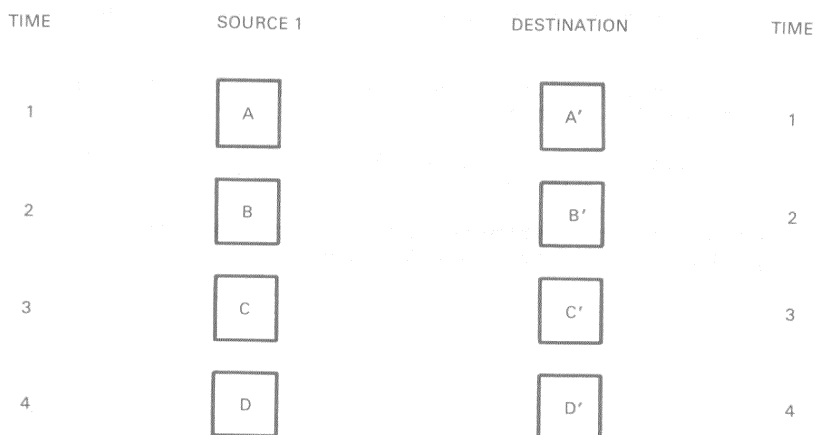 TIME SOURCE 1 DESTINATION TIME
1 A A′ 1
2 B B′ 2
3 C C′ 3
4 D D′ 4